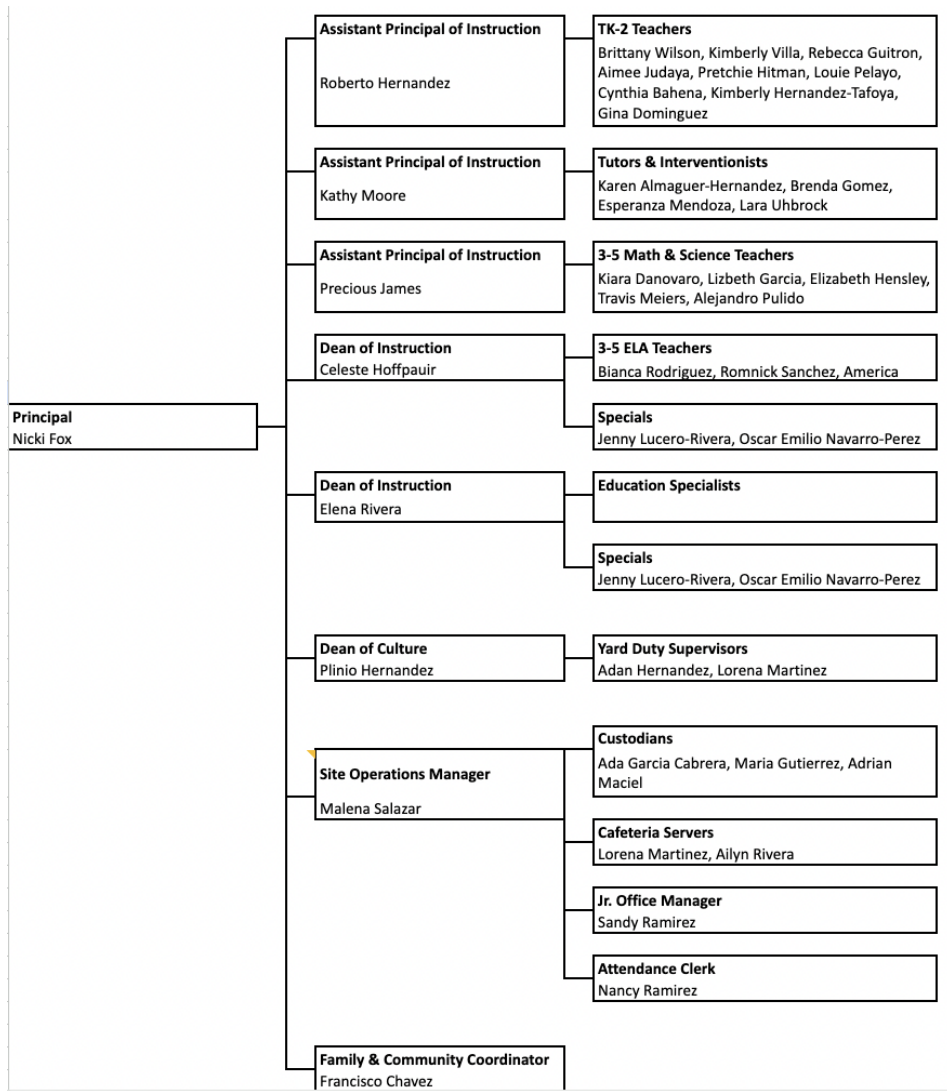 Assistant Principal of Instruction
Roberto Hernandez
TK-2 Teachers
Brittany Wilson, Kimberly Villa, Rebecca Guitron,
Aimee Judaya, Pretchie Hitman, Louie Pelayo,
Cynthia Bahena, Kimberly Hernandez-Tafoya,
Gina Dominguez
Assistant Principal of Instruction
Kathy Moore
Tutors & Interventionists
Karen Almaguer-Hernandez, Brenda Gomez,
Esperanza Mendoza, Lara Uhbrock
Assistant Principal of Instruction
Precious James
3-5 Math & Science Teachers
Kiara Danovaro, Lizbeth Garcia, Elizabeth Hensley,
Travis Meiers, Alejandro Pulido
Dean of Instruction
Celeste Hoffpauir
3-5 ELA Teachers
Bianca Rodriguez, Romnick Sanchez, America
Principal
Nicki Fox
Specials
Jenny Lucero-Rivera, Oscar Emilio Navarro-Perez
Dean of Instruction
Elena Rivera
Education Specialists
Specials
Jenny Lucero-Rivera, Oscar Emilio Navarro-Perez
Dean of Culture
Plinio Hernandez
Yard Duty Supervisors
Adan Hernandez, Lorena Martinez
Site Operations Manager
Malena Salazar
Custodians
Ada Garcia Cabrera, Maria Gutierrez, Adrian
Maciel
Cafeteria Servers
Lorena Martinez, Ailyn Rivera
Jr. Office Manager
Sandy Ramirez
Attendance Clerk
Nancy Ramirez
Family & Community Coordinator
Francisco Chavez